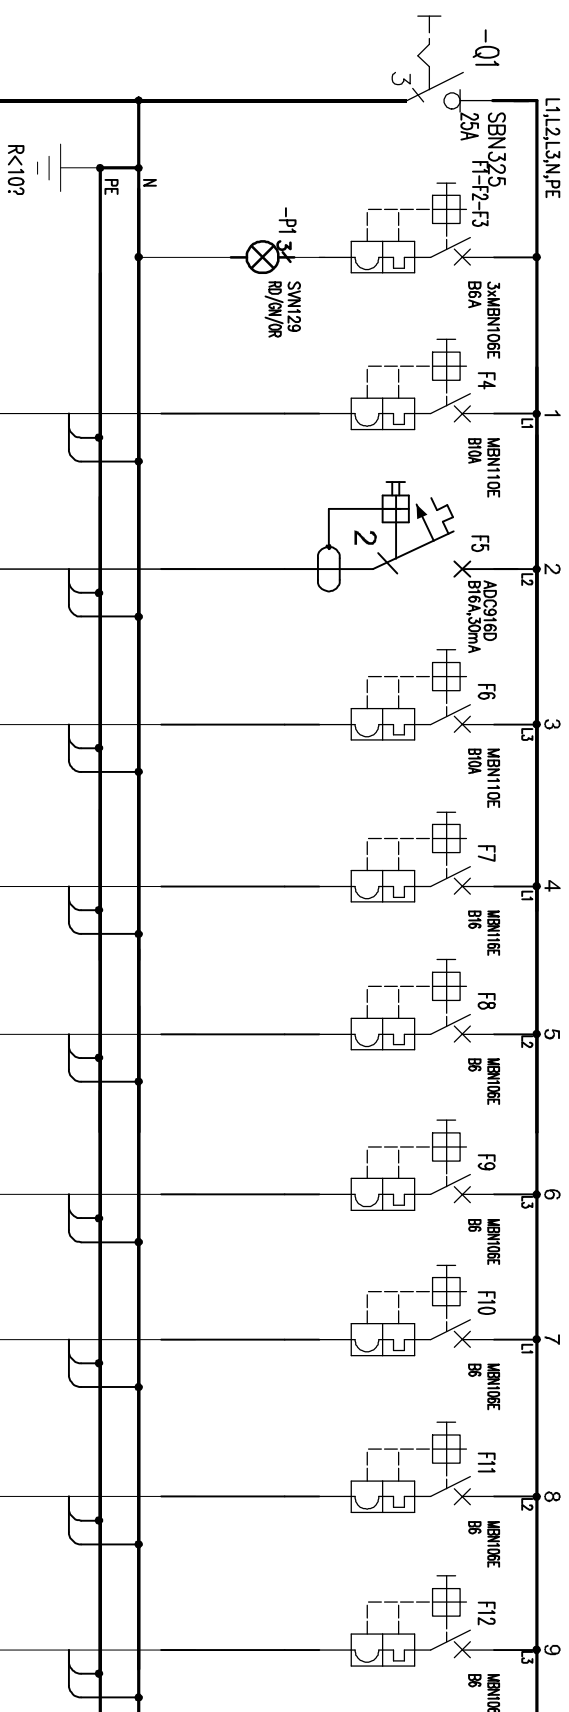 L1,L2,L3,N,PE
-Q1
3
SBN325
25A
F1-F2-F3
3xMBN106E
B6A
-P1
3
SVN129
RD/GN/OR
N
PE
R<10?
1
L1
F4
MBN110E
B10A
2
L2
F5
ADC916D
B16A,30mA
2
3
L3
F6
MBN110E
B10A
4
L1
F7
MBN116E
B16
5
L2
F8
MBN106E
B6
6
L3
F9
MBN106E
B6
7
L1
F10
MBN106E
B6
8
L2
F11
MBN106E
B6
9
L3
F12
MBN106
B6